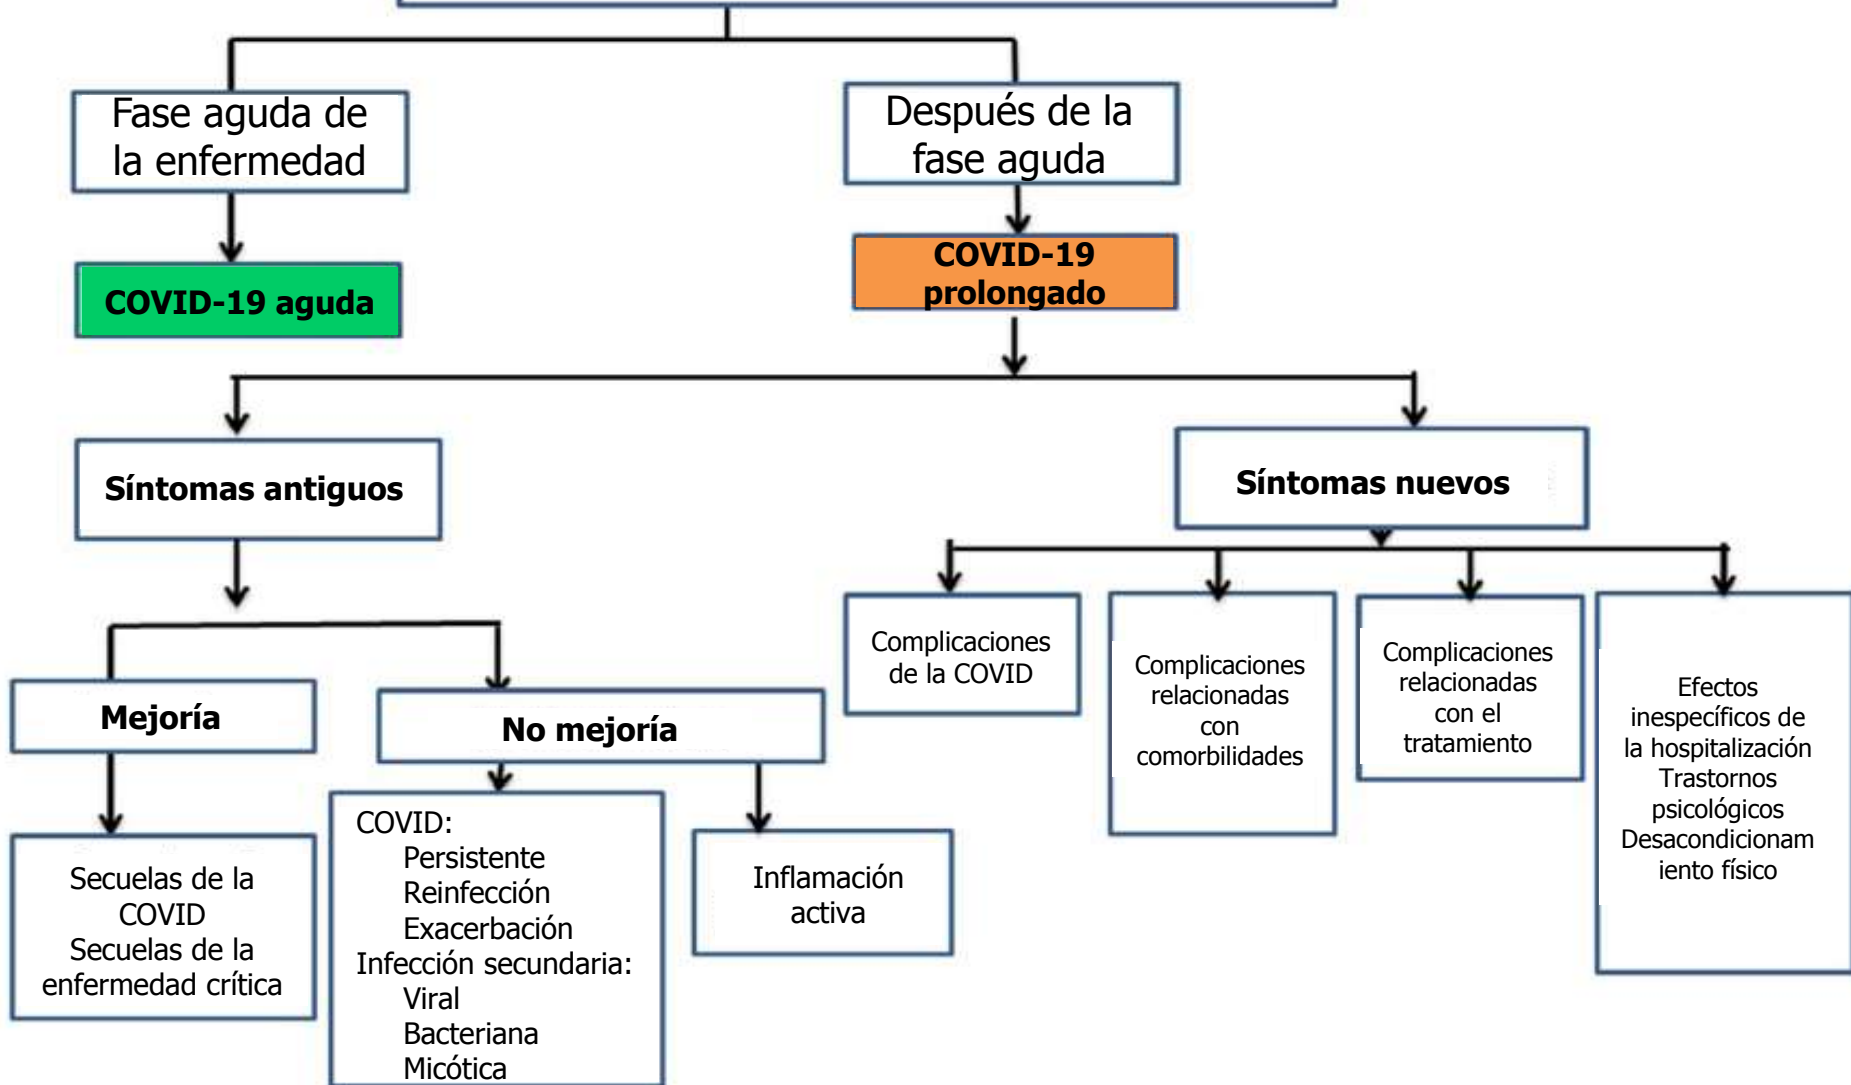 Fase aguda de
la enfermedad
Después de la
fase aguda
COVID-19 aguda
COVID-19
prolongado
Síntomas antiguos
Síntomas nuevos
Mejoría
No mejoría
Complicaciones
de la COVID
Complicaciones
relacionadas
con
comorbilidades
Complicaciones
relacionadas
con el
tratamiento
Efectos
inespecíficos de
la hospitalización
Trastornos
psicológicos
Desacondicionam
iento físico
Secuelas de la
COVID
Secuelas de la
enfermedad crítica
COVID:
Persistente
Reinfección
Exacerbación
Infección secundaria:
Viral
Bacteriana
Micótica
Inflamación
activa